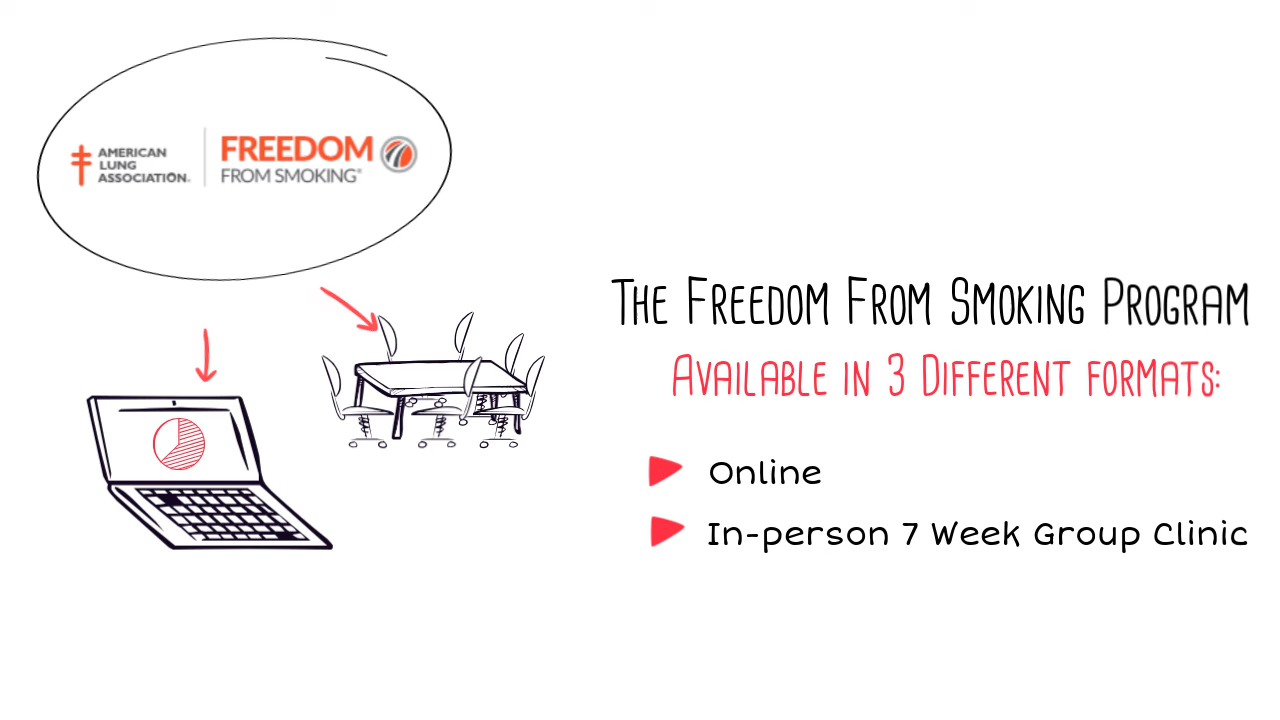 AMERICAN
LUNG
ASSOCIATION®
FREEDOM
FROM SMOKING®
The Freedom From Smoking Program
Available in 3 Different formats:
Online
In-person 7 Week Group Clinic